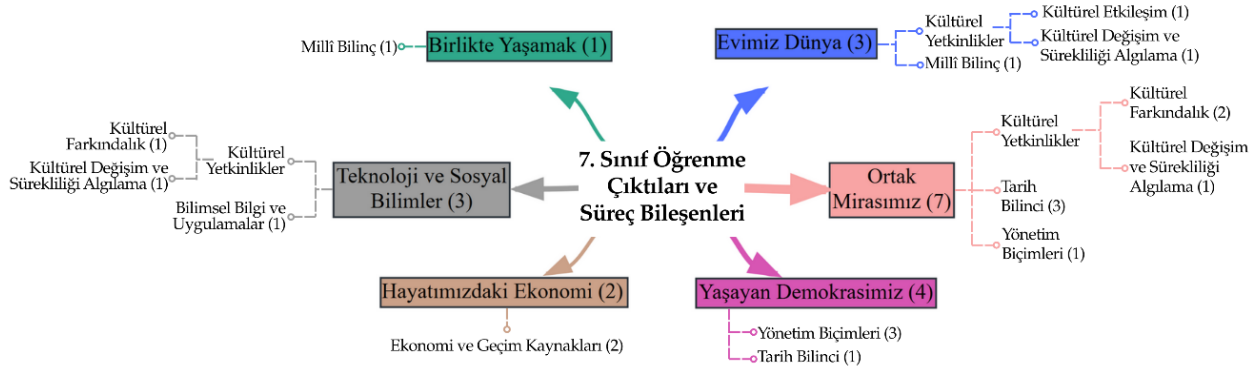 7. Sınıf Öğrenme
Çıktıları ve
Süreç Bileşenleri
Birlikte Yaşamak (1)
Millî Bilinç (1)
Evimiz Dünya (3)
Kültürel
Yetkinlikler
Kültürel Etkileşim (1)
Kültürel Değişim ve
Sürekliliği Algılama (1)
Millî Bilinç (1)
Ortak
Mirasımız (7)
Kültürel
Yetkinlikler
Kültürel
Farkındalık (2)
Kültürel Değişim
ve Sürekliliği
Algılama (1)
Tarih
Bilinci (3)
Yönetim
Biçimleri (1)
Yaşayan Demokrasimiz (4)
Yönetim Biçimleri (3)
Tarih Bilinci (1)
Hayatımızdaki Ekonomi (2)
Ekonomi ve Geçim Kaynakları (2)
Teknoloji ve Sosyal
Bilimler (3)
Kültürel
Yetkinlikler
Kültürel
Farkındalık (1)
Kültürel Değişim ve
Sürekliliği Algılama (1)
Bilimsel Bilgi ve
Uygulamalar (1)